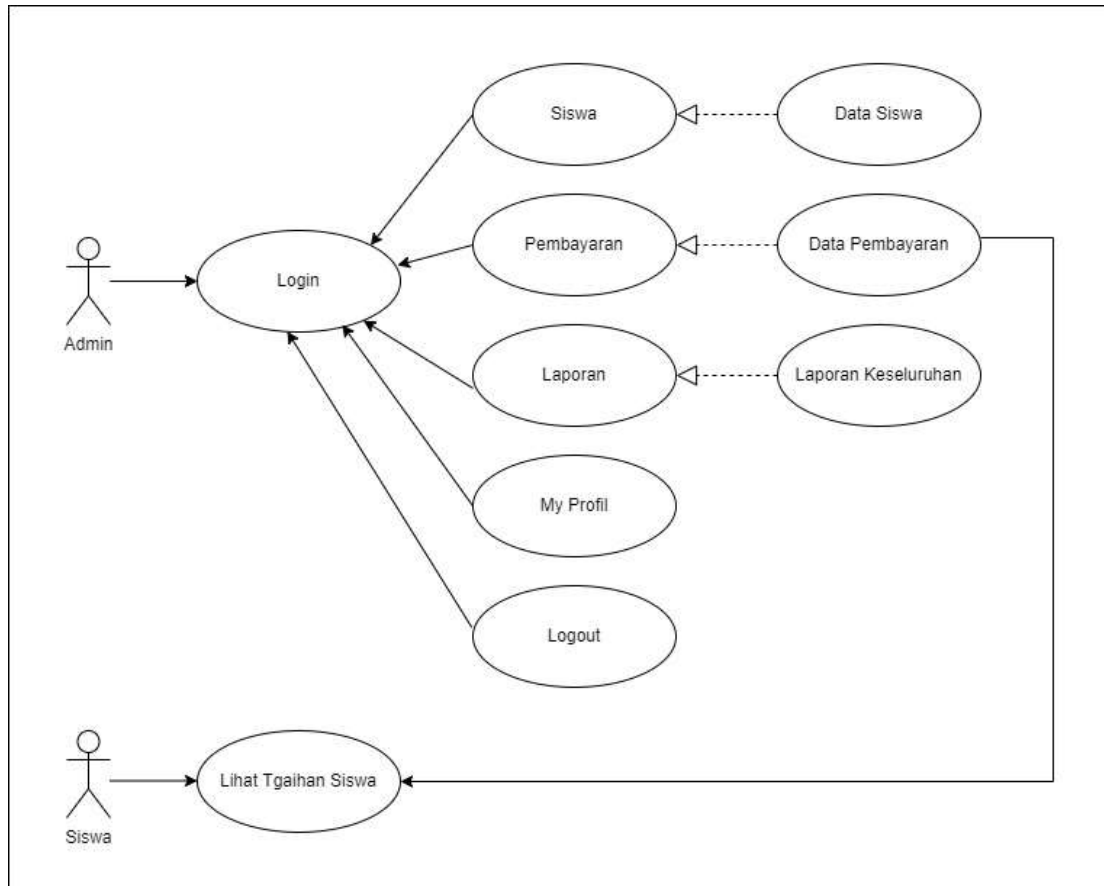 Siswa
Data Siswa
Pembayaran
Data Pembayaran
Login
Admin
Laporan
Laporan Keseluruhan
My Profil
Logout
Lihat Tgaihan Siswa
Siswa